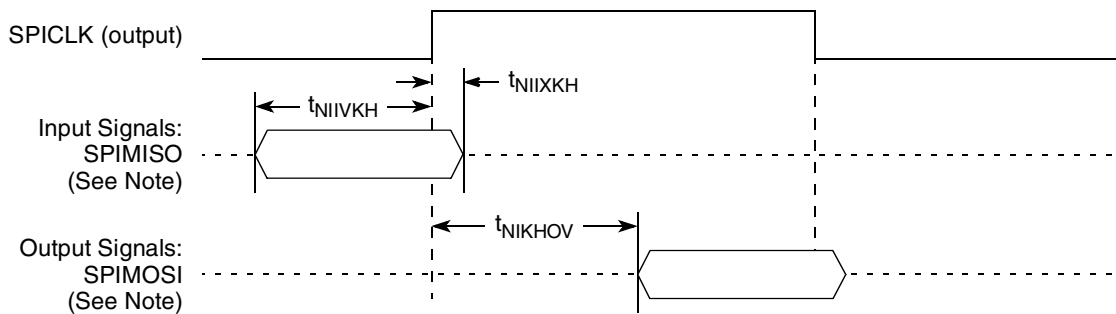 SPICLK (output)
tNIIXKH
tNIIVKH
Input Signals:
SPIMISO
(See Note)
tNIKHOV
Output Signals:
SPIMOSI
(See Note)